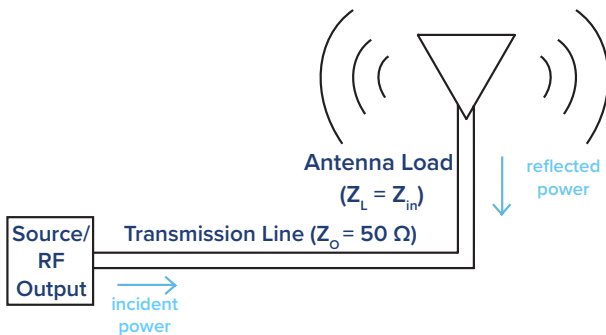 Antenna Load
(Z_L = Z_in)
reflected
power
Source/
RF
Output
Transmission Line (Z_O = 50 Ω)
incident
power